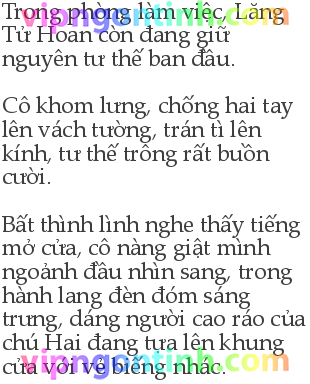 Trong phòng làm việc, Lăng
vipngontinh.com
Tử Hoan còn đang giữ
nguyên tư thế ban đầu.
Cô khom lưng, chống hai tay
lên vách tường, trán tì lên
kính, tư thế trông rất buồn
cười.
Bất thình lình nghe thấy tiếng
mở cửa, cô nàng giật mình
ngoảnh đầu nhìn sang, trong
hành lang đèn đóm sáng
trưng, dáng người cao ráo của
chú Hai đang tựa lên khung
vipngontinh.com
cửa với vẻ biếng nhác.